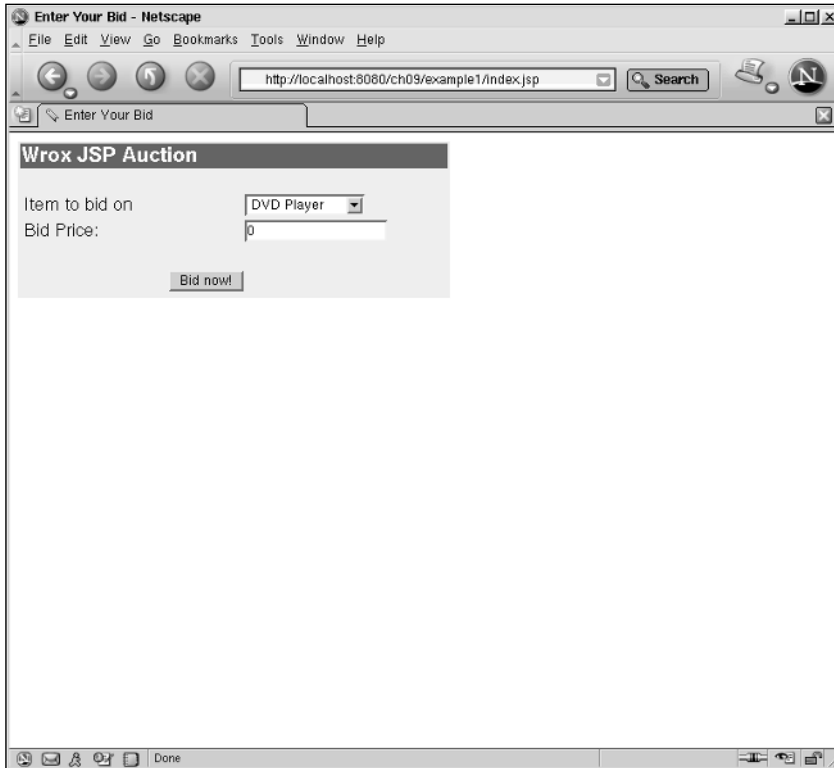 Enter Your Bid - Netscape
File Edit View Go Bookmarks Tools Window Help
http://localhost:8080/ch09/example1/index.jsp Search N
Enter Your Bid
Wrox JSP Auction
Item to bid on DVD Player
Bid Price: 0
Bid now!
Done